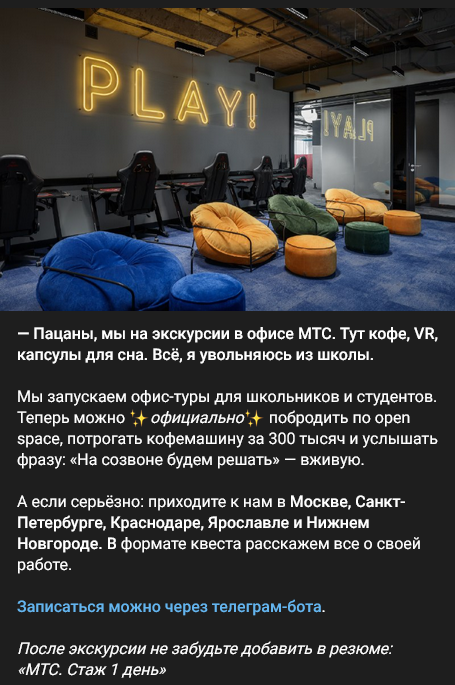 PLAY!
PLAY!
— Пацаны, мы на экскурсии в офисе МТС. Тут кофе, VR,
капсулы для сна. Всё, я увольняюсь из школы.
Мы запускаем офис-туры для школьников и студентов.
Теперь можно ✨официально✨ побродить по open
space, потрогать кофемашину за 300 тысяч и услышать
фразу: «На созвоне будем решать» — вживую.
А если серьёзно: приходите к нам в Москве, Санкт-
Петербурге, Краснодаре, Ярославле и Нижнем
Новгороде. В формате квеста расскажем все о своей
работе.
Записаться можно через телеграм-бота.
После экскурсии не забудьте добавить в резюме:
«МТС. Стаж 1 день»